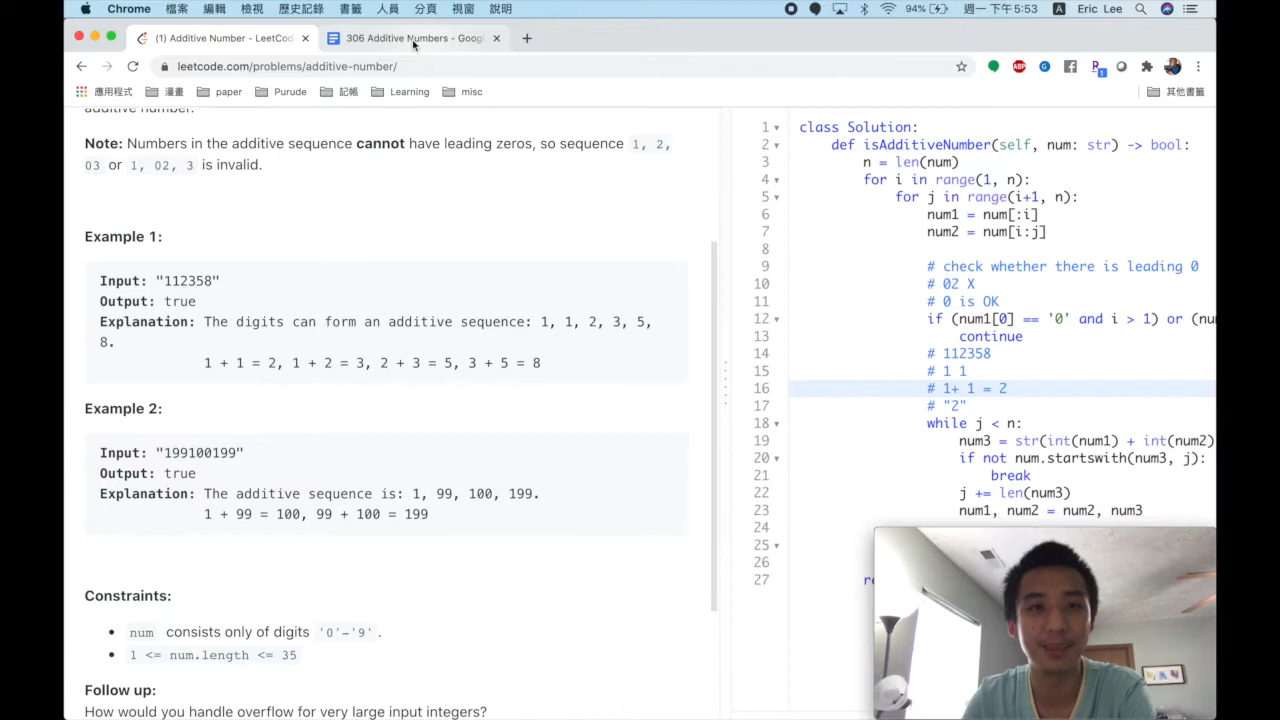 Chrome 檔案 編輯 檢視 歷史記錄 書籤 人員 分頁 視窗 說明 94% 週一下午5:53 A Eric Lee
(1) Additive Number - LeetCod 306 Additive Numbers - Goog
leetcode.com/problems/additive-number/
應用程式 漫畫 paper Purude 記帳 Learning misc 其他書籤
additive number.
Note: Numbers in the additive sequence cannot have leading zeros, so sequence 1, 2,
03 or 1, 02, 3 is invalid.
Example 1:
Input: "112358"
Output: true
Explanation: The digits can form an additive sequence: 1, 1, 2, 3, 5,
8.
1 + 1 = 2, 1 + 2 = 3, 2 + 3 = 5, 3 + 5 = 8
Example 2:
Input: "199100199"
Output: true
Explanation: The additive sequence is: 1, 99, 100, 199.
1 + 99 = 100, 99 + 100 = 199
Constraints:
• num consists only of digits '0'-'9'.
• 1 <= num.length <= 35
Follow up:
How would you handle overflow for very large input integers?
1 class Solution:
2 def isAdditiveNumber(self, num: str) -> bool:
3 n = len(num)
4 for i in range(1, n):
5 for j in range(i+1, n):
6 num1 = num[:i]
7 num2 = num[i:j]
8
9 # check whether there is leading 0
10 # 02 X
11 # 0 is OK
12 if (num1[0] == '0' and i > 1) or (nu
13 continue
14 # 112358
15 # 1 1
16 # 1+ 1 = 2
17 # "2"
18 while j < n:
19 num3 = str(int(num1) + int(num2)
20 if not num.startswith(num3, j):
21 break
22 j += len(num3)
23 num1, num2 = num2, num3
24
25
26
27 re